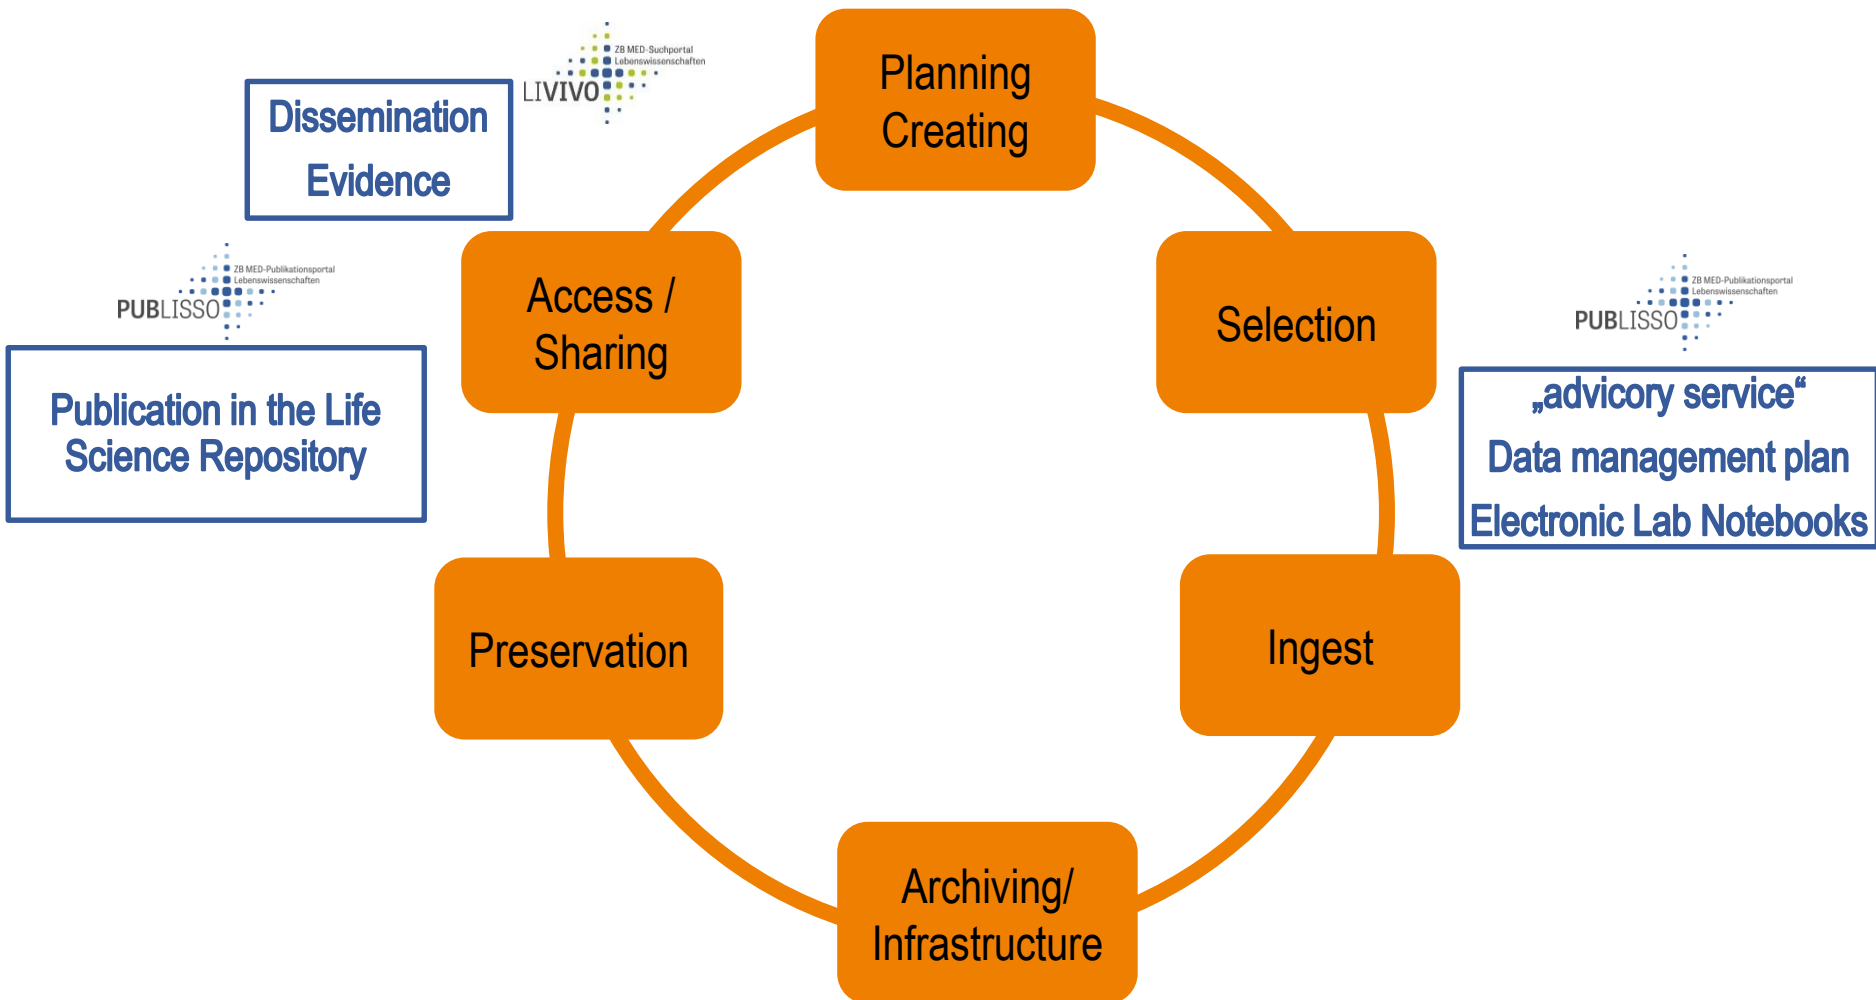 ZB MED-Suchportal
Lebenswissenschaften
LIVIVO
Dissemination
Evidence
Planning
Creating
ZB MED-Publikationsportal
Lebenswissenschaften
PUBLISSO
Publication in the Life
Science Repository
Access /
Sharing
Selection
ZB MED-Publikationsportal
Lebenswissenschaften
PUBLISSO
„advicory service“
Data management plan
Electronic Lab Notebooks
Preservation
Ingest
Archiving/
Infrastructure